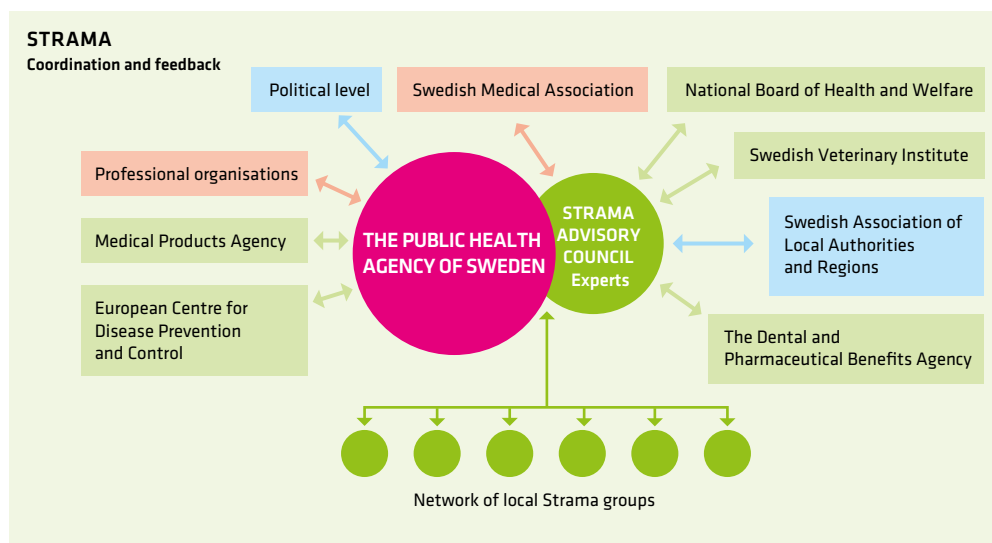 STRAMA
Coordination and feedback
Political level
Swedish Medical Association
National Board of Health and Welfare
Professional organisations
Swedish Veterinary Institute
Medical Products Agency
THE PUBLIC HEALTH
AGENCY OF SWEDEN
STRAMA
ADVISORY
COUNCIL
Experts
Swedish Association of
Local Authorities
and Regions
European Centre for
Disease Prevention
and Control
The Dental and
Pharmaceutical Benefits Agency
Network of local Strama groups